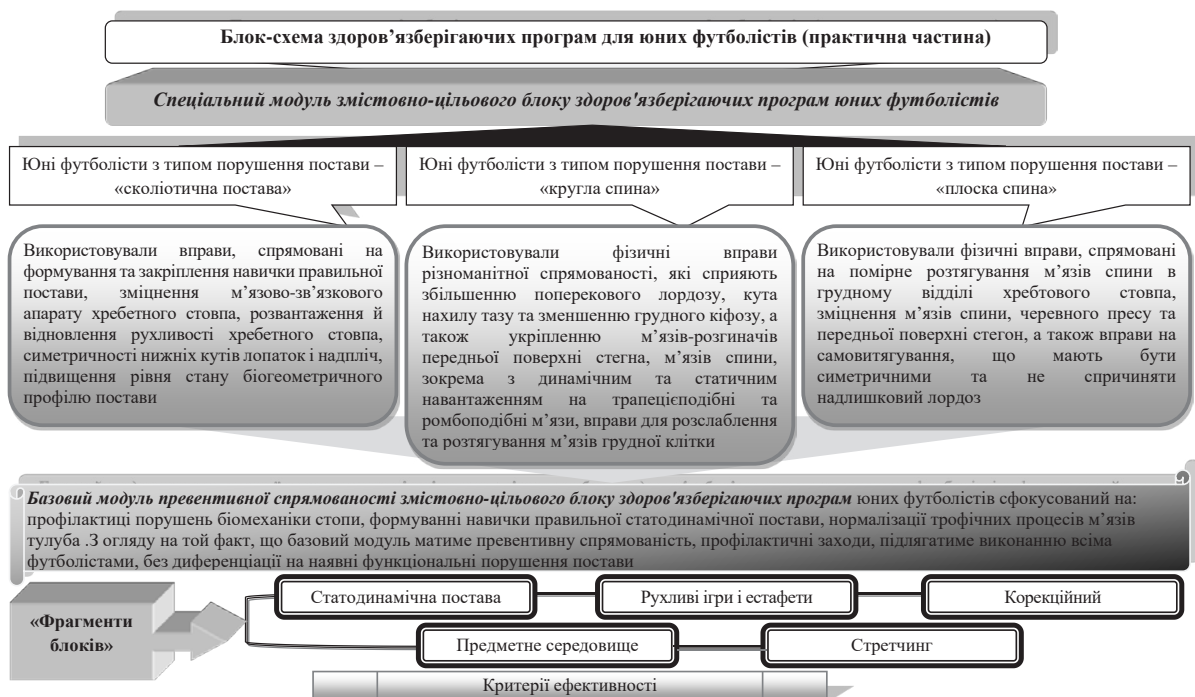 Блок-схема здоров’язберігаючих програм для юних футболістів (практична частина)
Спеціальний модуль змістовно-цільового блоку здоров'язберігаючих програм юних футболістів
Юні футболісти з типом порушення постави –
«сколіотична постава»
Юні футболісти з типом порушення постави –
«кругла спина»
Юні футболісти з типом порушення постави –
«плоска спина»
Використовували вправи, спрямовані на
формування та закріплення навички правильної
постави, зміцнення м’язово-зв’язкового
апарату хребетного стовпа, розвантаження й
відновлення рухливості хребетного стовпа,
симетричності нижніх кутів лопаток і надпліч,
підвищення рівня стану біогеометричного
профілю постави
Використовували фізичні вправи
різноманітної спрямованості, які сприяють
збільшенню поперекового лордозу, кута
нахилу тазу та зменшенню грудного кіфозу, а
також укріпленню м’язів-розгиначів
передньої поверхні стегна, м’язів спини,
зокрема з динамічним та статичним
навантаженням на трапецієподібні та
ромбоподібні м’язи, вправи для розслаблення
та розтягування м’язів грудної клітки
Використовували фізичні вправи, спрямовані
на помірне розтягування м’язів спини в
грудному відділі хребтового стовпа,
зміцнення м’язів спини, черевного пресу та
передньої поверхні стегон, а також вправи на
самовитягування, що мають бути
симетричними та не спричиняти
надлишковий лордоз
Базовий модуль превентивної спрямованості змістовно-цільового блоку здоров'язберігаючих програм юних футболістів сфокусований на:
профілактиці порушень біомеханіки стопи, формуванні навички правильної статодинамічної постави, нормалізації трофічних процесів м’язів
тулуба .З огляду на той факт, що базовий модуль матиме превентивну спрямованість, профілактичні заходи, підлягатиме виконанню всіма
футболістами, без диференціації на наявні функціональні порушення постави
«Фрагменти
блоків»
Статодинамічна постава
Рухливі ігри і естафети
Корекційний
Предметне середовище
Стретчинг
Критерії ефективності